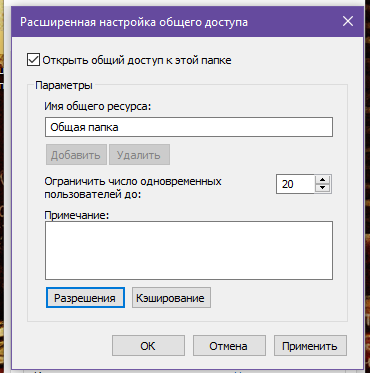 Расширенная настройка общего доступа
Открыть общий доступ к этой папке
Параметры
Имя общего ресурса:
Общая папка
Добавить
Удалить
Ограничить число одновременных
пользователей до:
20
Примечание:
Разрешения
Кэширование
ОК
Отмена
Применить